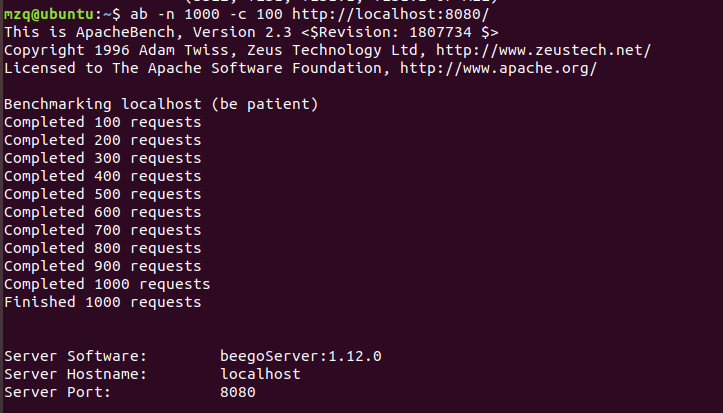 mzq@ubuntu:~$ ab -n 1000 -c 100 http://localhost:8080/
This is ApacheBench, Version 2.3 <$Revision: 1807734 $>
Copyright 1996 Adam Twiss, Zeus Technology Ltd, http://www.zeustech.net/
Licensed to The Apache Software Foundation, http://www.apache.org/
Benchmarking localhost (be patient)
Completed 100 requests
Completed 200 requests
Completed 300 requests
Completed 400 requests
Completed 500 requests
Completed 600 requests
Completed 700 requests
Completed 800 requests
Completed 900 requests
Completed 1000 requests
Finished 1000 requests
Server Software: beegoServer:1.12.0
Server Hostname: localhost
Server Port: 8080